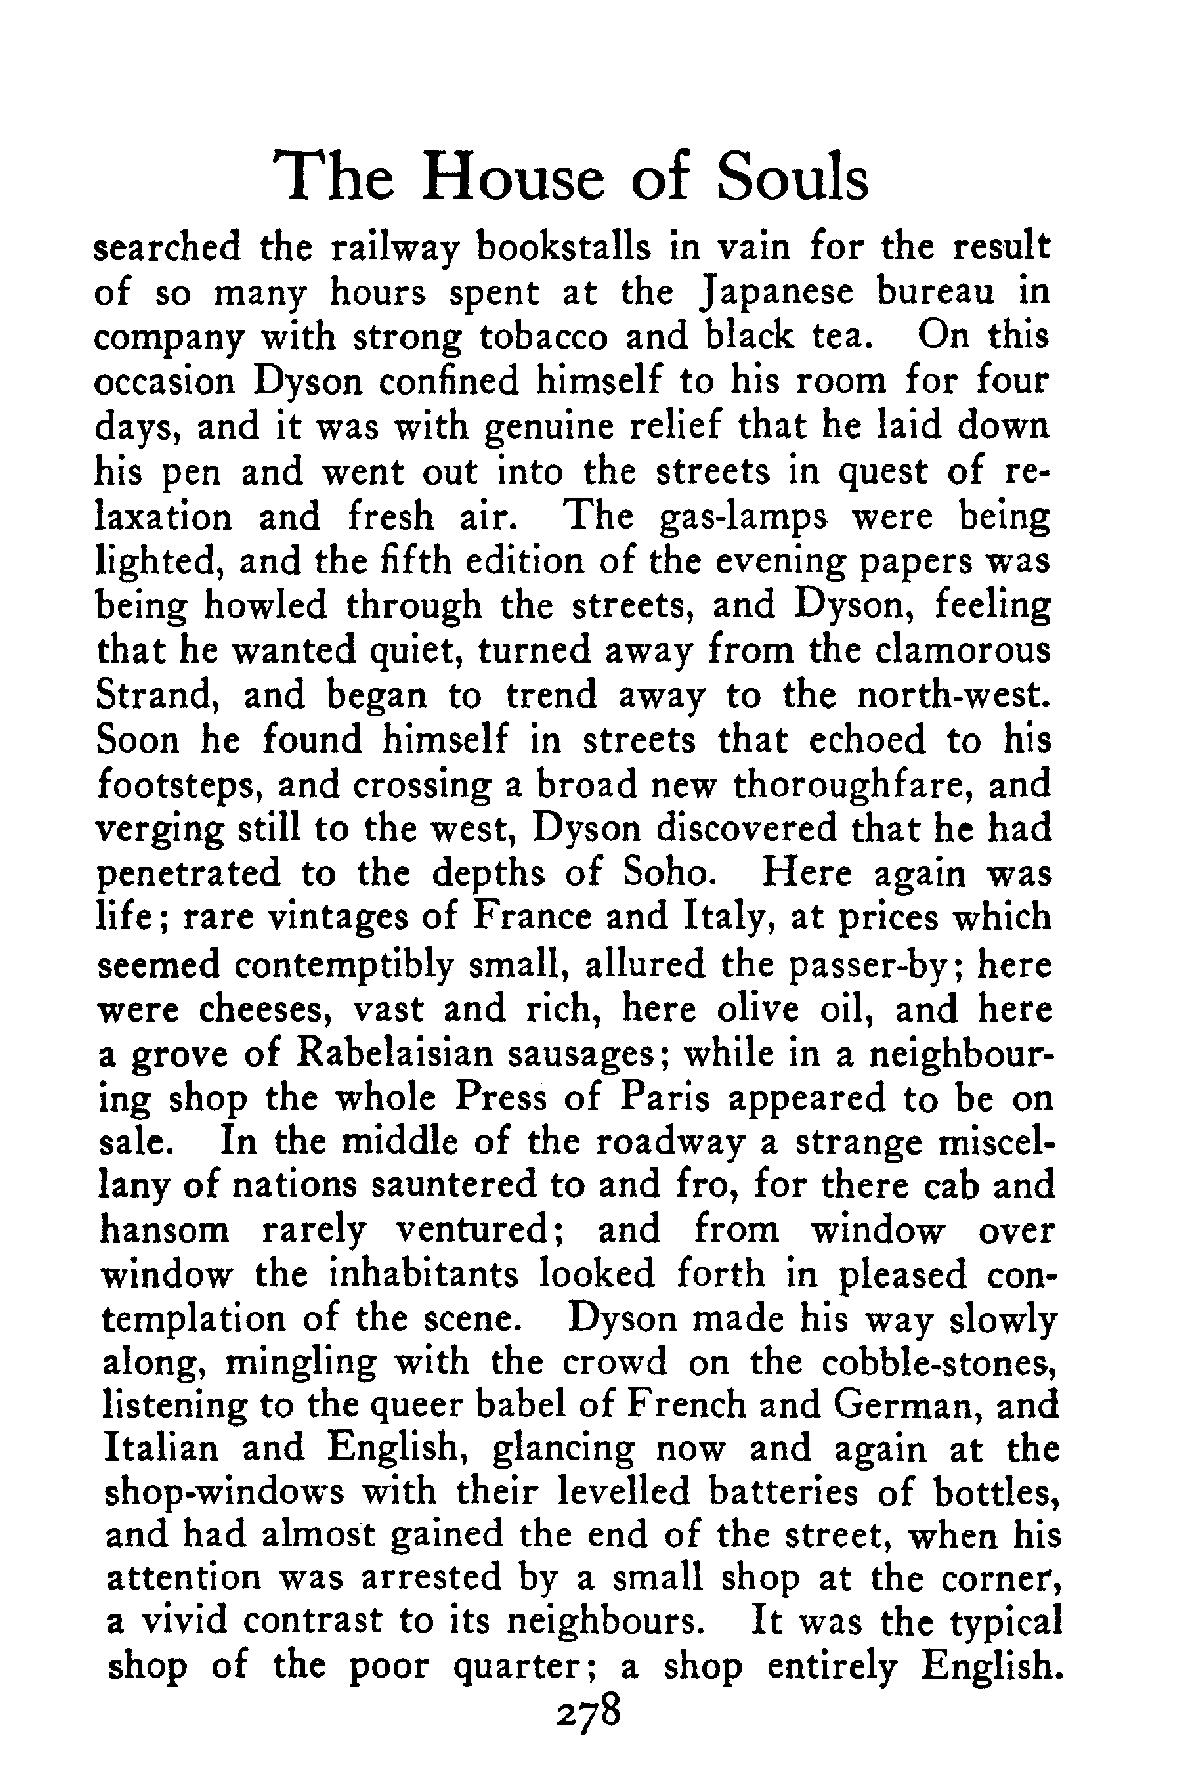 The House of Souls
searched the railway bookstalls in vain for the result
of so many hours spent at the Japanese bureau in
company with strong tobacco and black tea. On this
occasion Dyson confined himself to his room for four
days, and it was with genuine relief that he laid down
his pen and went out into the streets in quest of re-
laxation and fresh air. The gas-lamps were being
lighted, and the fifth edition of the evening papers was
being howled through the streets, and Dyson, feeling
that he wanted quiet, turned away from the clamorous
Strand, and began to trend away to the north-west.
Soon he found himself in streets that echoed to his
footsteps, and crossing a broad new thoroughfare, and
verging still to the west, Dyson discovered that he had
penetrated to the depths of Soho. Here again was
life; rare vintages of France and Italy, at prices which
seemed contemptibly small, allured the passer-by; here
were cheeses, vast and rich, here olive oil, and here
a grove of Rabelaisian sausages; while in a neighbour-
ing shop the whole Press of Paris appeared to be on
sale. In the middle of the roadway a strange miscel-
lany of nations sauntered to and fro, for there cab and
hansom rarely ventured; and from window over
window the inhabitants looked forth in pleased con-
templation of the scene. Dyson made his way slowly
along, mingling with the crowd on the cobble-stones,
listening to the queer babel of French and German, and
Italian and English, glancing now and again at the
shop-windows with their levelled batteries of bottles,
and had almost gained the end of the street, when his
attention was arrested by a small shop at the corner,
a vivid contrast to its neighbours. It was the typical
shop of the poor quarter; a shop entirely English.
278